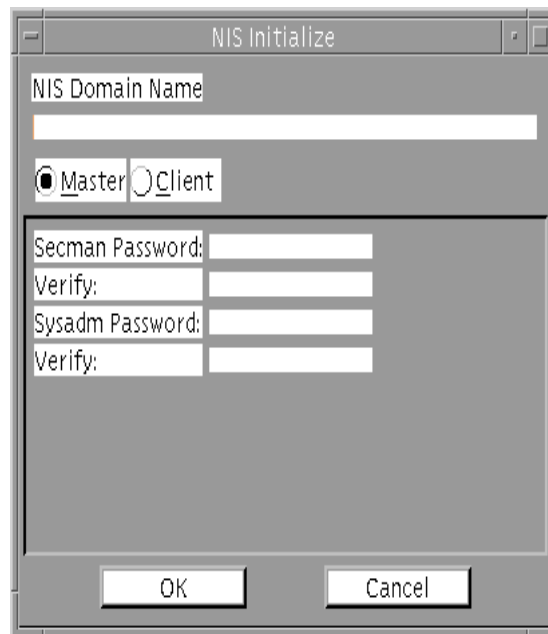 NIS Initialize
NIS Domain Name
Master Client
Secman Password:
Verify:
Sysadm Password:
Verify:
OK Cancel